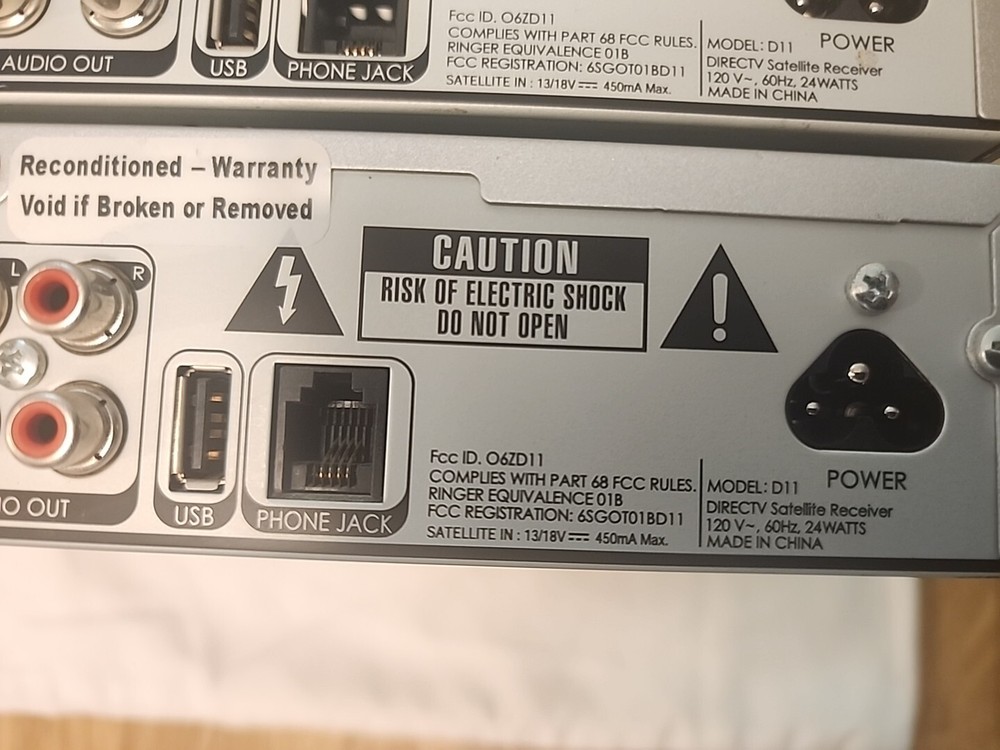 AUDIO OUT
USB
PHONE JACK
Fcc ID. O6ZD11
COMPLIES WITH PART 68 FCC RULES.
RINGER EQUIVALENCE 01B
FCC REGISTRATION: 6SGOT01BD11
SATELLITE IN : 13/18V⎓ 450mA Max.
MODEL: D11
POWER
DIRECTV Satellite Receiver
120 V~, 60Hz, 24WATTS
MADE IN CHINA
Reconditioned – Warranty
Void if Broken or Removed
L
R
CAUTION
RISK OF ELECTRIC SHOCK
DO NOT OPEN
IO OUT
USB
PHONE JACK
Fcc ID. O6ZD11
COMPLIES WITH PART 68 FCC RULES.
RINGER EQUIVALENCE 01B
FCC REGISTRATION: 6SGOT01BD11
SATELLITE IN : 13/18V⎓ 450mA Max.
MODEL: D11
POWER
DIRECTV Satellite Receiver
120 V~, 60Hz, 24WATTS
MADE IN CHINA